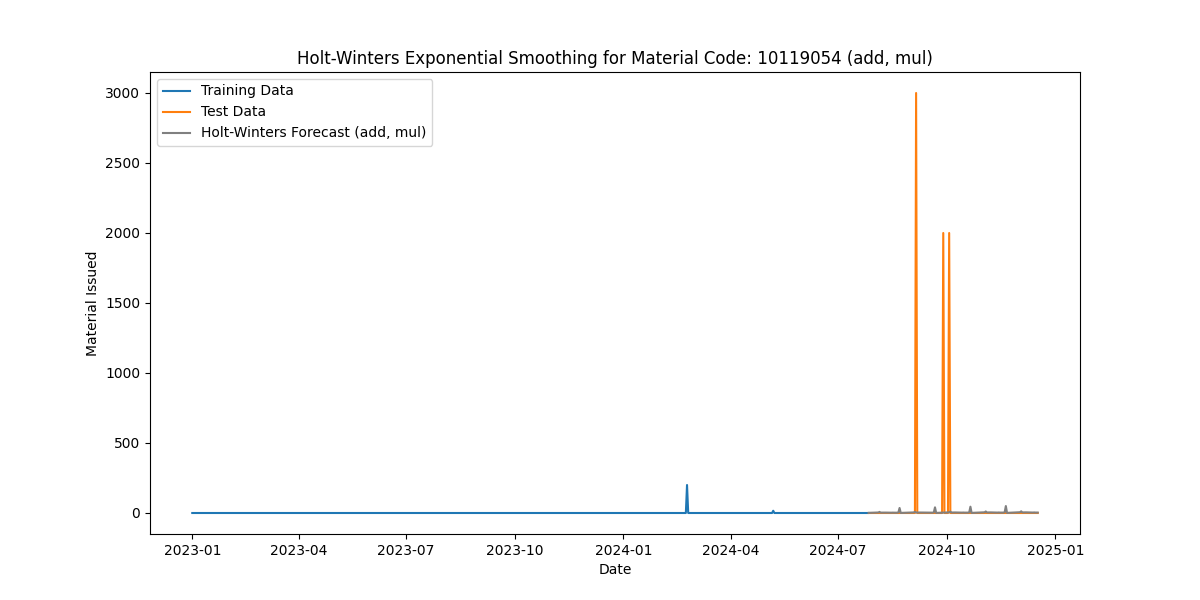 Holt-Winters Exponential Smoothing for Material Code: 10119054 (add, mul)
Training Data
Test Data
Holt-Winters Forecast (add, mul)
3000
2500
2000
1500
1000
500
0
Material Issued
2023-01 2023-04 2023-07 2023-10 2024-01 2024-04 2024-07 2024-10 2025-01
Date